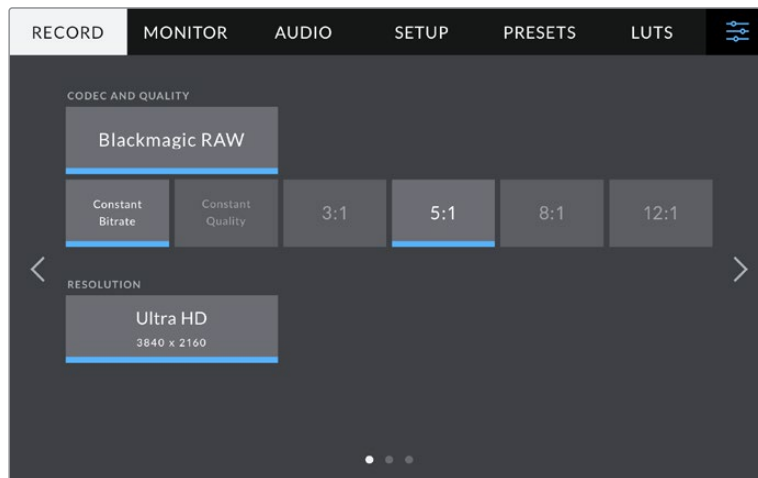 RECORD MONITOR AUDIO SETUP PRESETS LUTS
CODEC AND QUALITY
Blackmagic RAW
Constant Bitrate Constant Quality 3:1 5:1 8:1 12:1
RESOLUTION
Ultra HD
3840 x 2160